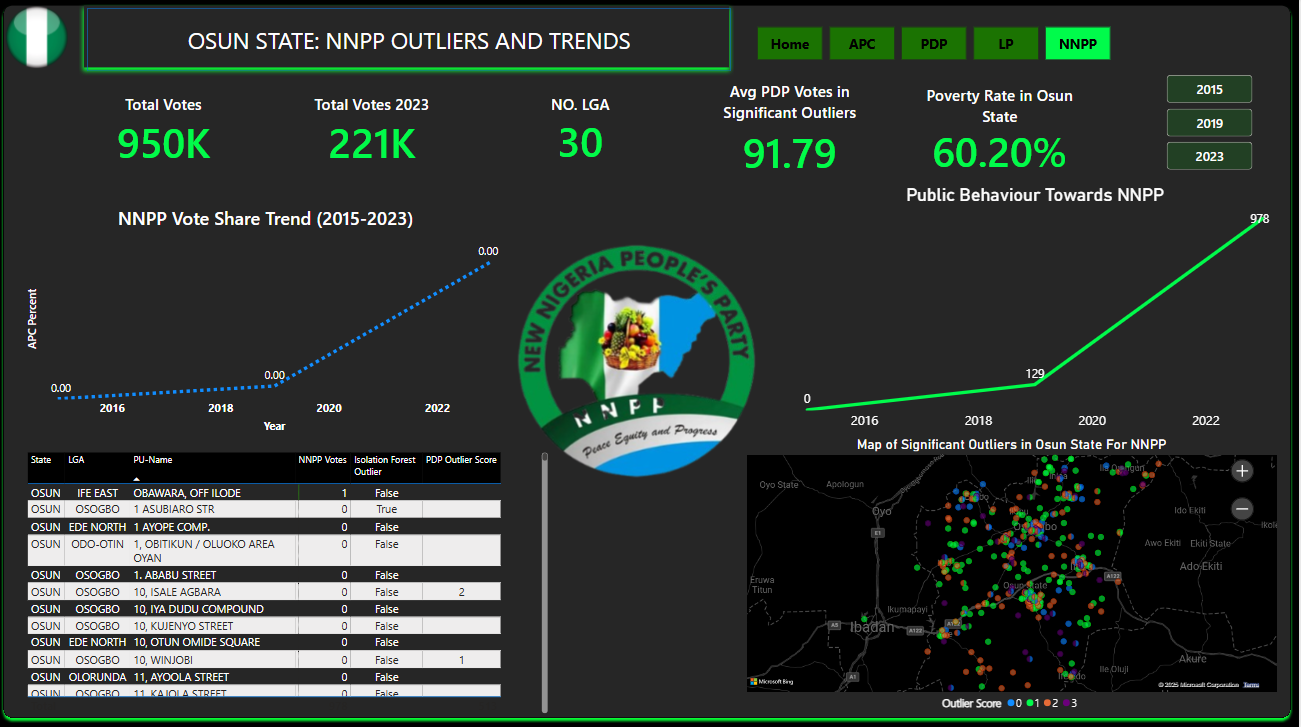 OSUN STATE: NNPP OUTLIERS AND TRENDS
Home APC PDP LP NNPP
Total Votes
950K
Total Votes 2023
221K
NO. LGA
30
Avg PDP Votes in
Significant Outliers
91.79
Poverty Rate in Osun
State
60.20%
2015
2019
2023
NNPP Vote Share Trend (2015-2023)
APC Percent
0.00
0.00
0.00
2016 2018 2020 2022
Year
NEW NIGERIA PEOPLE'S PARTY
NNPP
Peace Equity and Progress
Public Behaviour Towards NNPP
0
129
978
2016 2018 2020 2022
State LGA PU-Name NNPP Votes Isolation Forest PDP Outlier Score
Outlier
OSUN IFE EAST OBAWARA, OFF ILODE 1 False
OSUN OSOGBO 1 ASUBIARO STR 0 True
OSUN EDE NORTH 1 AYOPE COMP. 0 False
OSUN ODO-OTIN 1, OBITIKUN / OLUOKO AREA 0 False
OYAN
OSUN OSOGBO 1. ABABU STREET 0 False
OSUN OSOGBO 10, ISALE AGBARA 0 False 2
OSUN OSOGBO 10, IYA DUDU COMPOUND 0 False
OSUN OSOGBO 10, KUJENYO STREET 0 False
OSUN EDE NORTH 10, OTUN OMIDE SQUARE 0 False
OSUN OSOGBO 10, WINJOBI 0 False 1
OSUN OLORUNDA 11, AYOOLA STREET 0 False
OSUN OSOGBO 11, KAJOLA STREET 0 False
Map of Significant Outliers in Osun State For NNPP
Oyo State
Apologun
Oyo
E1
Ido Ekiti
Awo Ekiti
Ekiti State
Ado-Ekiti
A122
Eruwa
Titun
Osun State
Ikumapayi
A5
Ibadan
A122
A1
Ile Oluji
Akure
Microsoft Bing
© 2025 Microsoft Corporation Terms
Outlier Score 0 1 2 3